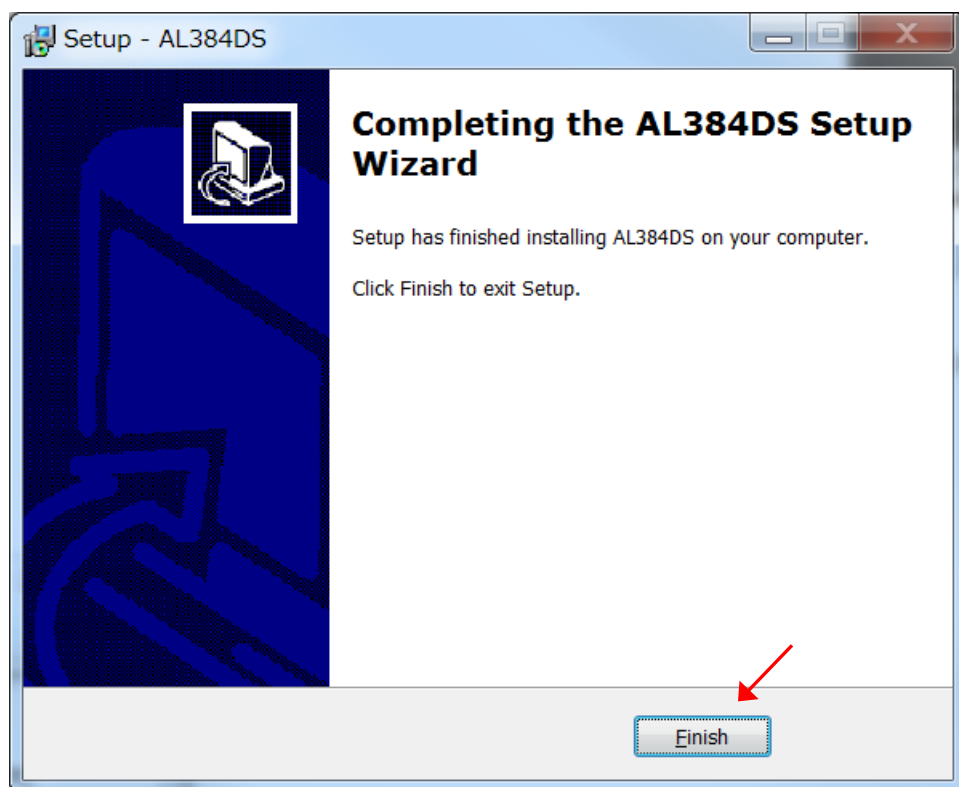 Setup - AL384DS
Completing the AL384DS Setup
Wizard
Setup has finished installing AL384DS on your computer.
Click Finish to exit Setup.
Finish